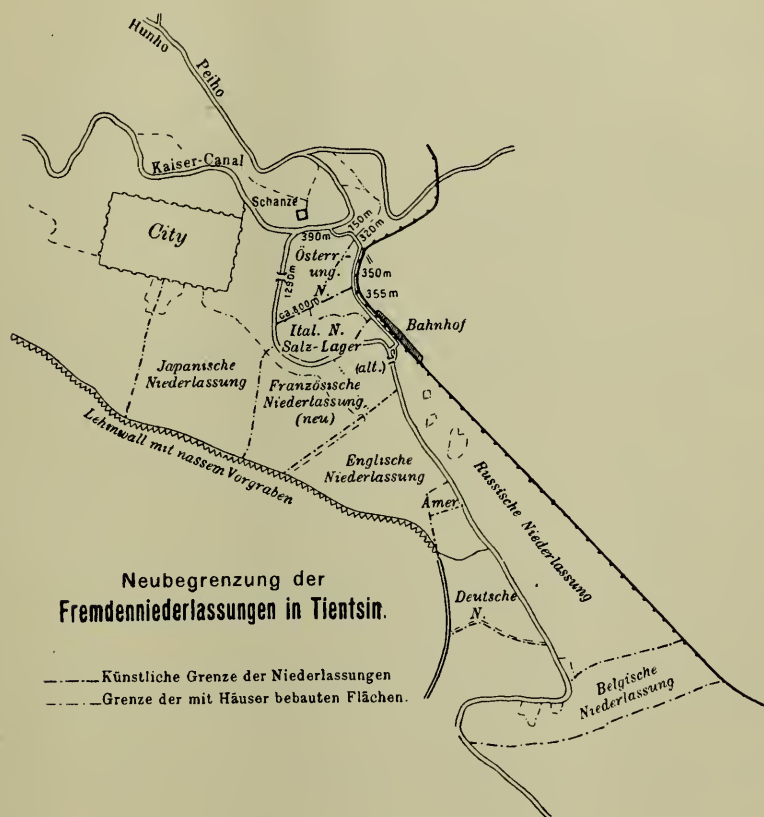 Hunho
Peiho
Kaiser-Canal
Schanze
City
390m
150m
320m
Österr.
ung.
N.
1290m
350m
355m
ca.800m
Ital. N.
Salz-Lager
Bahnhof
(alt.)
Japanische
Niederlassung
Französische
Niederlassung
(neu)
Lehmwall mit nassem Vorgraben
Englische
Niederlassung
Amer.
Russische Niederlassung
Deutsche
N.
Belgische
Niederlassung
Neubegrenzung der
Fremdenniederlassungen in Tientsin.
Künstliche Grenze der Niederlassungen
Grenze der mit Häuser bebauten Flächen.